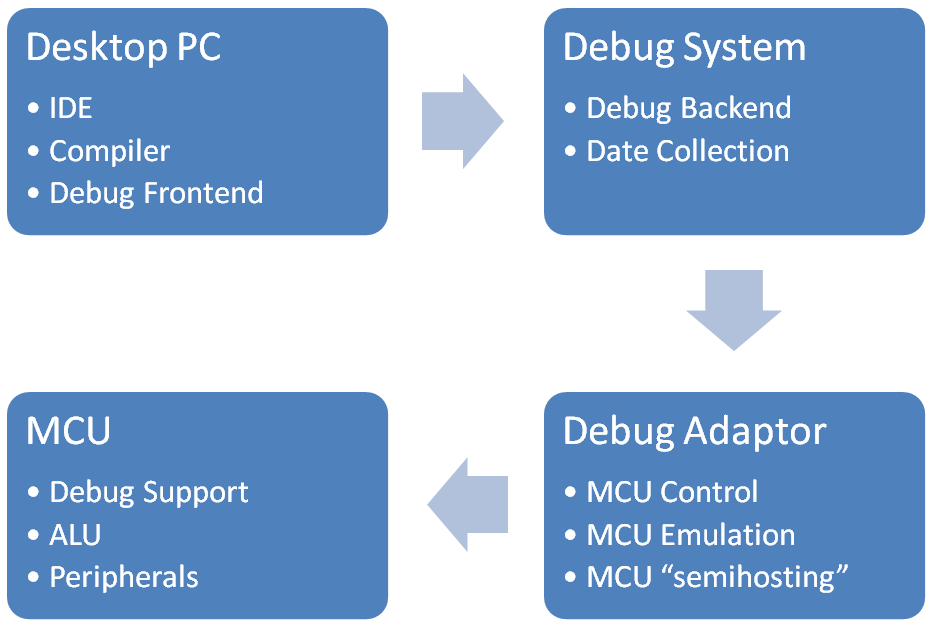 Desktop PC
• IDE
• Compiler
• Debug Frontend
Debug System
• Debug Backend
• Date Collection
Debug Adaptor
• MCU Control
• MCU Emulation
• MCU “semihosting”
MCU
• Debug Support
• ALU
• Peripherals